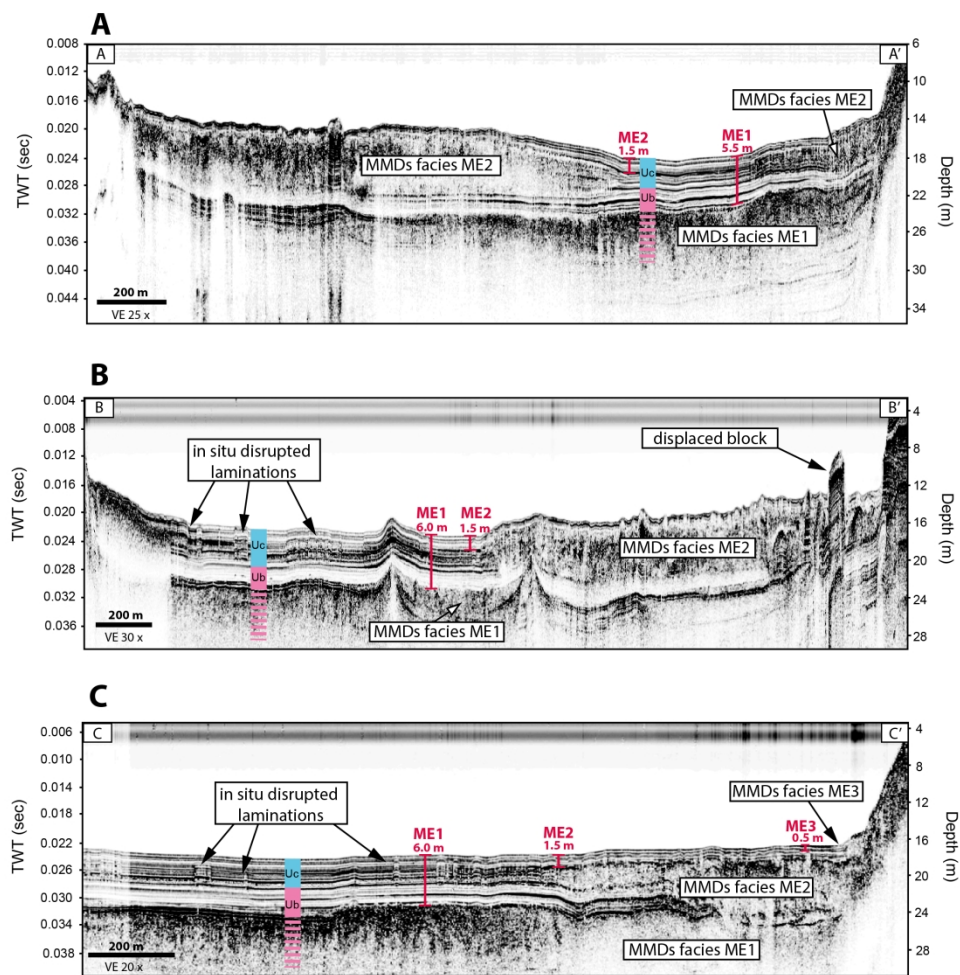 A
A
A'
TWT (sec)
0.008
0.012
0.016
0.020
0.024
0.028
0.032
0.036
0.040
0.044
6
10
14
18
22
26
30
34
Depth (m)
MMDs facies ME2
MMDs facies ME2
ME2
1.5 m
ME1
5.5 m
Uc
Ub
MMDs facies ME1
200 m
VE 25 x
B
B
B'
TWT (sec)
0.004
0.008
0.012
0.016
0.020
0.024
0.028
0.032
0.036
4
8
12
16
20
24
28
Depth (m)
in situ disrupted
laminations
displaced block
ME1
6.0 m
ME2
1.5 m
Uc
Ub
MMDs facies ME2
MMDs facies ME1
200 m
VE 30 x
C
C
C'
TWT (sec)
0.006
0.010
0.014
0.018
0.022
0.026
0.030
0.034
0.038
4
8
12
16
20
24
28
Depth (m)
in situ disrupted
laminations
MMDs facies ME3
ME1
6.0 m
ME2
1.5 m
ME3
0.5 m
Uc
Ub
MMDs facies ME2
MMDs facies ME1
200 m
VE 20 x